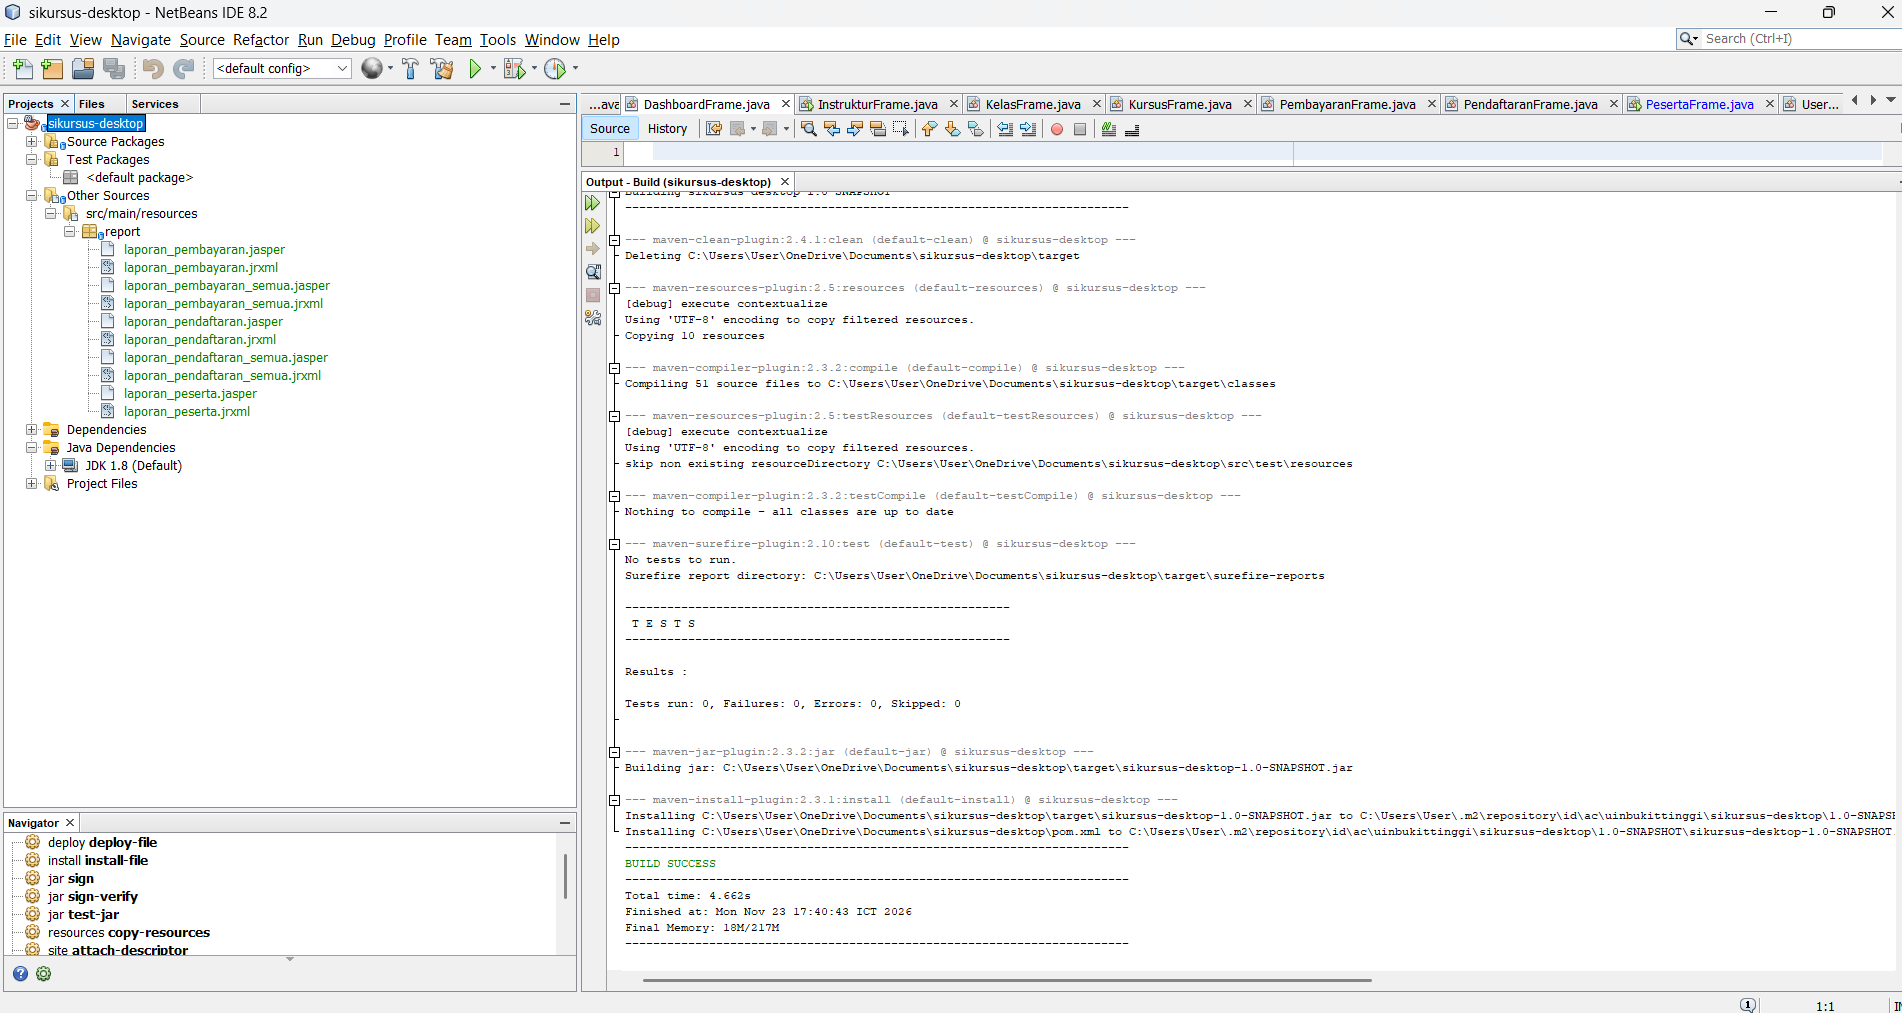 sikursus-desktop - NetBeans IDE 8.2
File Edit View Navigate Source Refactor Run Debug Profile Team Tools Window Help
Search (Ctrl+I)
<default config>
Projects Files Services
sikursus-desktop
Source Packages
Test Packages
<default package>
Other Sources
src/main/resources
report
laporan_pembayaran.jasper
laporan_pembayaran.jrxml
laporan_pembayaran_semua.jasper
laporan_pembayaran_semua.jrxml
laporan_pendaftaran.jasper
laporan_pendaftaran.jrxml
laporan_pendaftaran_semua.jasper
laporan_pendaftaran_semua.jrxml
laporan_peserta.jasper
laporan_peserta.jrxml
Dependencies
Java Dependencies
JDK 1.8 (Default)
Project Files
Navigator
deploy deploy-file
install install-file
jar sign
jar sign-verify
jar test-jar
resources copy-resources
site attach-descriptor
...ava DashboardFrame.java InstrukturFrame.java KelasFrame.java KursusFrame.java PembayaranFrame.java PendaftaranFrame.java PesertaFrame.java User...
Source History
1
Output - Build (sikursus-desktop)
Building sikursus-desktop 1.0-SNAPSHOT
------------------------------------------------------------------------
--- maven-clean-plugin:2.4.1:clean (default-clean) @ sikursus-desktop ---
Deleting C:\Users\User\OneDrive\Documents\sikursus-desktop\target
--- maven-resources-plugin:2.5:resources (default-resources) @ sikursus-desktop ---
[debug] execute contextualize
Using 'UTF-8' encoding to copy filtered resources.
Copying 10 resources
--- maven-compiler-plugin:2.3.2:compile (default-compile) @ sikursus-desktop ---
Compiling 51 source files to C:\Users\User\OneDrive\Documents\sikursus-desktop\target\classes
--- maven-resources-plugin:2.5:testResources (default-testResources) @ sikursus-desktop ---
[debug] execute contextualize
Using 'UTF-8' encoding to copy filtered resources.
skip non existing resourceDirectory C:\Users\User\OneDrive\Documents\sikursus-desktop\src\test\resources
--- maven-compiler-plugin:2.3.2:testCompile (default-testCompile) @ sikursus-desktop ---
Nothing to compile - all classes are up to date
--- maven-surefire-plugin:2.10:test (default-test) @ sikursus-desktop ---
No tests to run.
Surefire report directory: C:\Users\User\OneDrive\Documents\sikursus-desktop\target\surefire-reports
-------------------------------------------------------
T E S T S
-------------------------------------------------------
Results :
Tests run: 0, Failures: 0, Errors: 0, Skipped: 0
--- maven-jar-plugin:2.3.2:jar (default-jar) @ sikursus-desktop ---
Building jar: C:\Users\User\OneDrive\Documents\sikursus-desktop\target\sikursus-desktop-1.0-SNAPSHOT.jar
--- maven-install-plugin:2.3.1:install (default-install) @ sikursus-desktop ---
Installing C:\Users\User\OneDrive\Documents\sikursus-desktop\target\sikursus-desktop-1.0-SNAPSHOT.jar to C:\Users\User\.m2\repository\id\ac\uinbukittinggi\sikursus-desktop\1.0-SNAPS
Installing C:\Users\User\OneDrive\Documents\sikursus-desktop\pom.xml to C:\Users\User\.m2\repository\id\ac\uinbukittinggi\sikursus-desktop\1.0-SNAPSHOT\sikursus-desktop-1.0-SNAPSHOT.
------------------------------------------------------------------------
BUILD SUCCESS
------------------------------------------------------------------------
Total time: 4.662s
Finished at: Mon Nov 23 17:40:43 ICT 2026
Final Memory: 18M/217M
------------------------------------------------------------------------
1:1